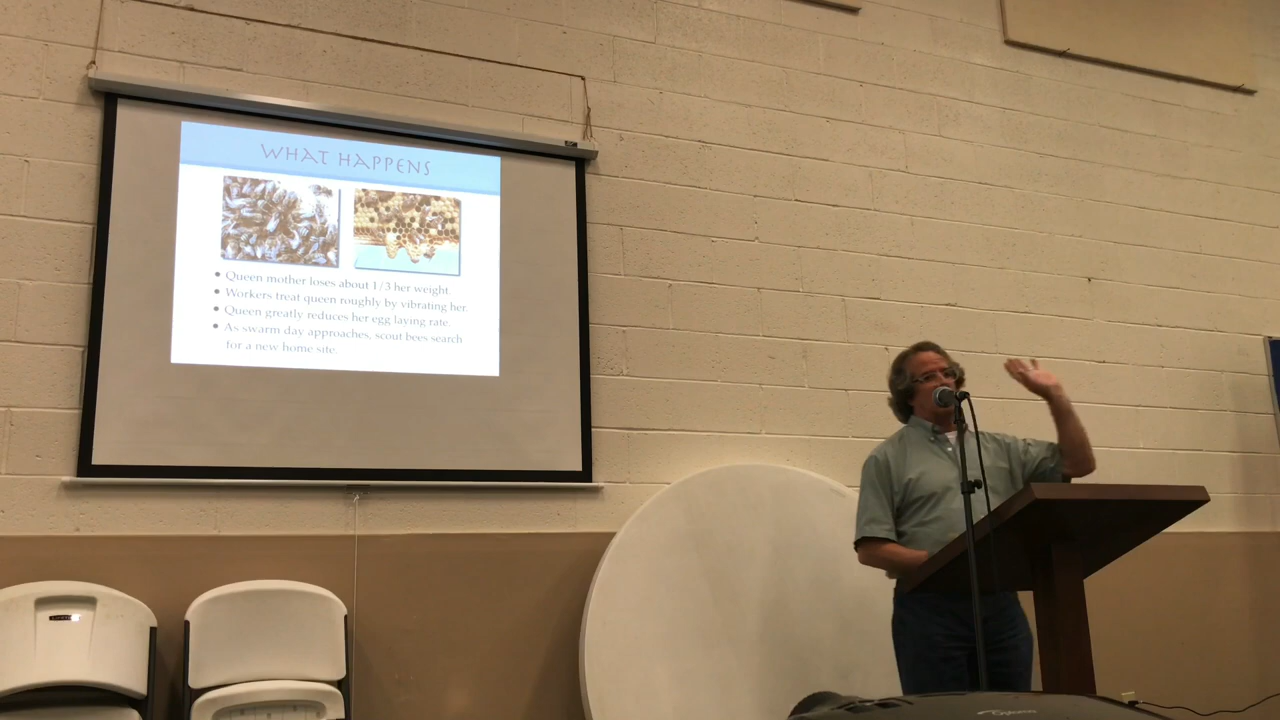 WHAT HAPPENS
• Queen mother loses about 1/3 her weight.
• Workers treat queen roughly by vibrating her.
• Queen greatly reduces her egg laying rate.
• As swarm day approaches, scout bees search
for a new home site.